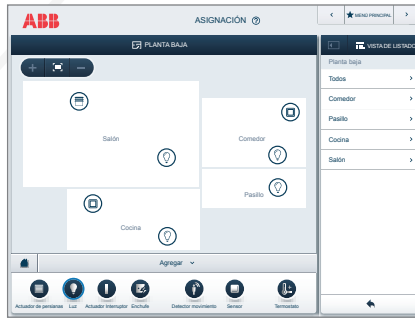 ABB
ASIGNACIÓN
MENÚ PRINCIPAL
PLANTA BAJA
VISTA DE LISTADO
Planta baja
Todos
Comedor
Pasillo
Cocina
Salón
Salón
Comedor
Pasillo
Cocina
Agregar
Actuador de persianas
Luz
Actuador Interruptor
Enchufe
Detector movimiento
Sensor
Termostato